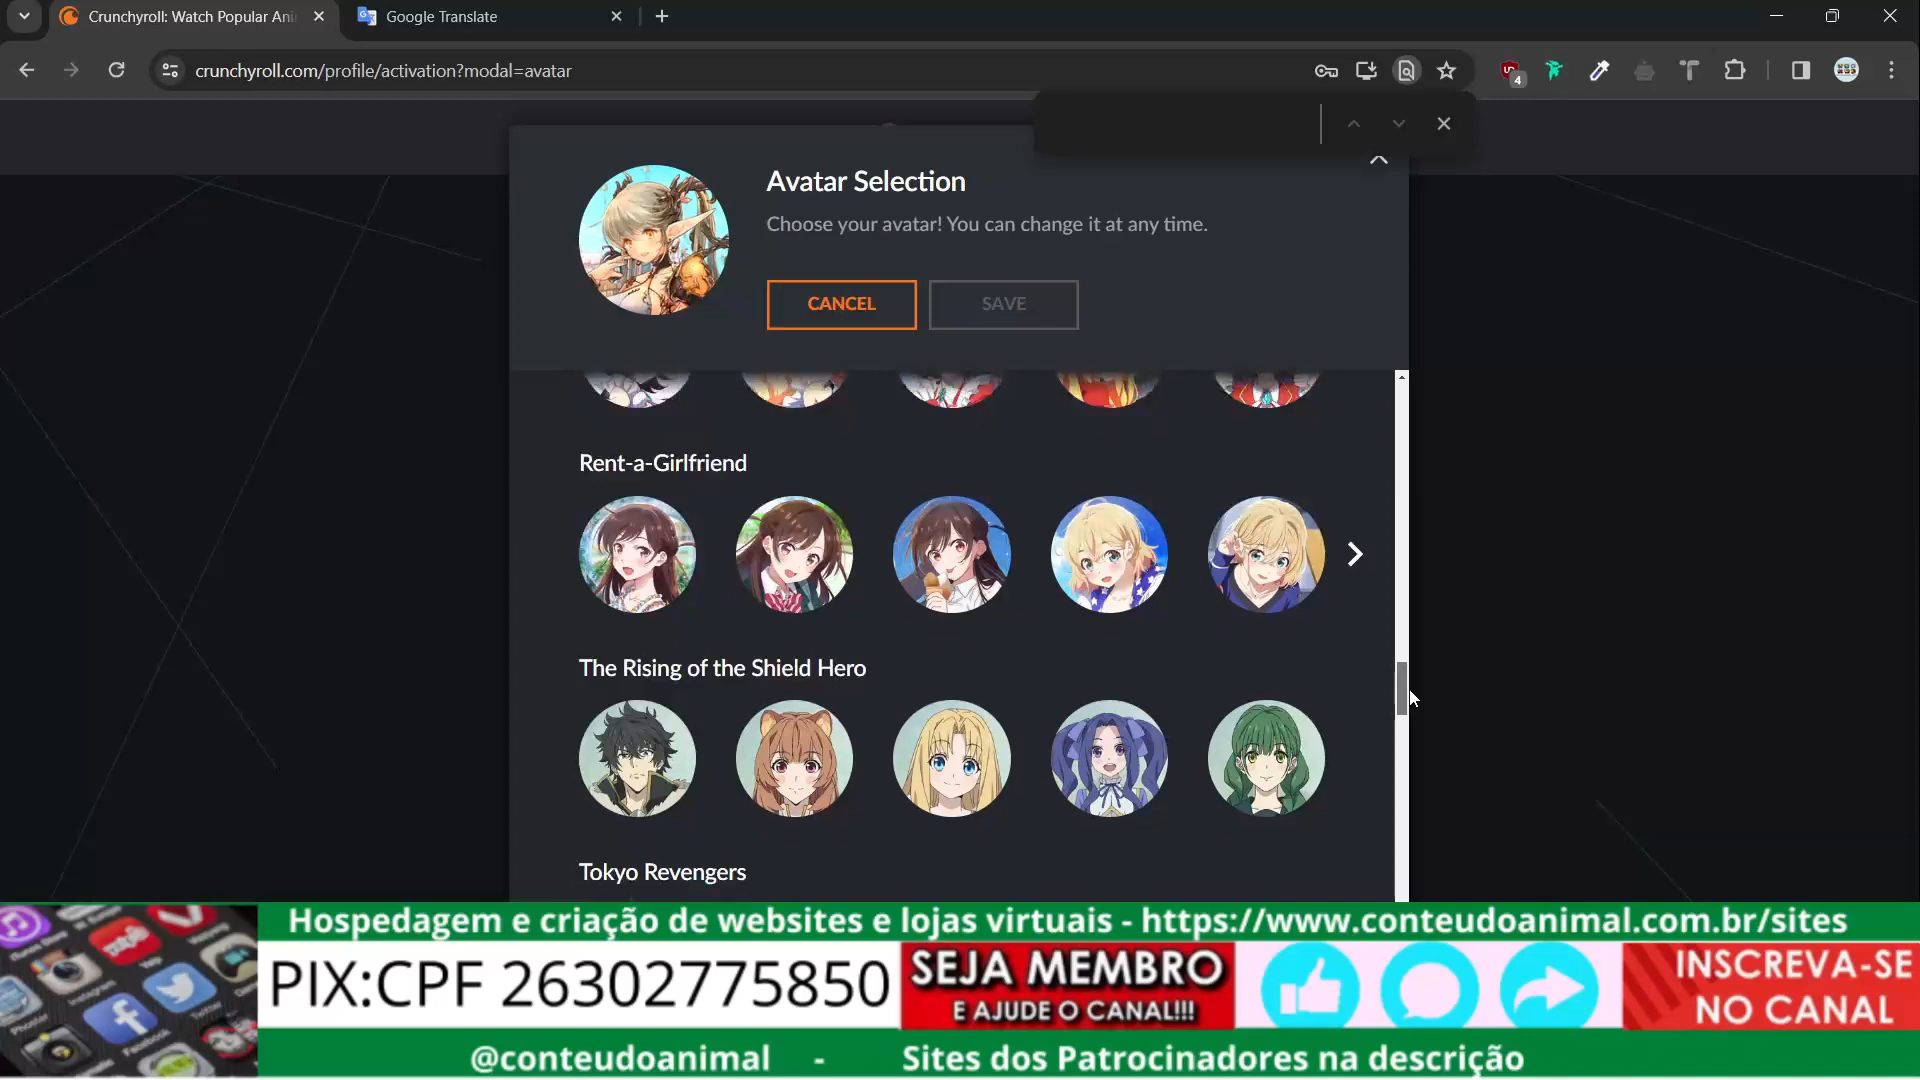 Crunchyroll: Watch Popular Ani
Google Translate
crunchyroll.com/profile/activation?modal=avatar
4
Avatar Selection
Choose your avatar! You can change it at any time.
CANCEL
SAVE
Rent-a-Girlfriend
The Rising of the Shield Hero
Tokyo Revengers
Hospedagem e criação de websites e lojas virtuais - https://www.conteudoanimal.com.br/sites
PIX:CPF 26302775850
SEJA MEMBRO
E AJUDE O CANAL!!!
INSCREVA-SE
NO CANAL
@conteudoanimal - Sites dos Patrocinadores na descrição